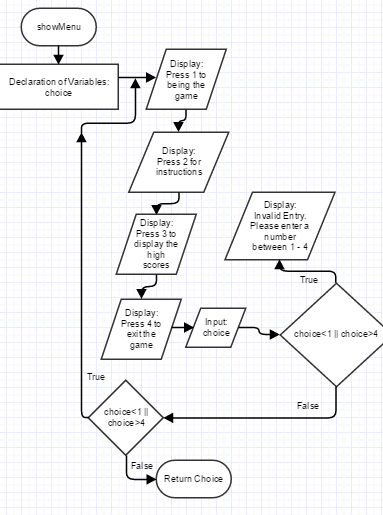 showMenu
Declaration of Variables:
choice
Display:
Press 1 to
being the
game
Display:
Press 2 for
instructions
Display:
Press 3 to
display the
high
scores
Display:
Press 4 to
exit the
game
Input:
choice
Display:
Invalid Entry.
Please enter a
number
between 1 - 4
True
choice<1 || choice>4
False
True
choice<1 ||
choice>4
False
Return Choice